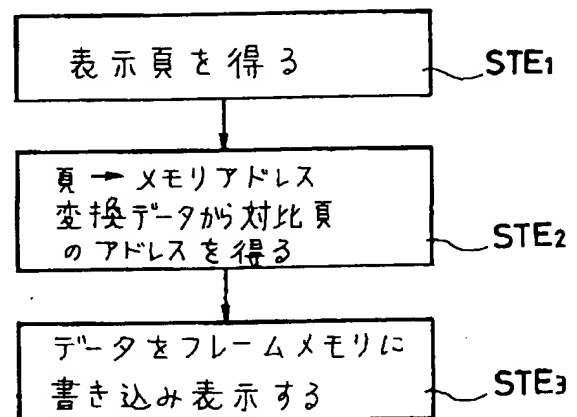 表示頁を得る
STE1
頁→メモリアドレス
変換データから対比頁
のアドレスを得る
STE2
データをフレームメモリに
書き込み表示する
STE3